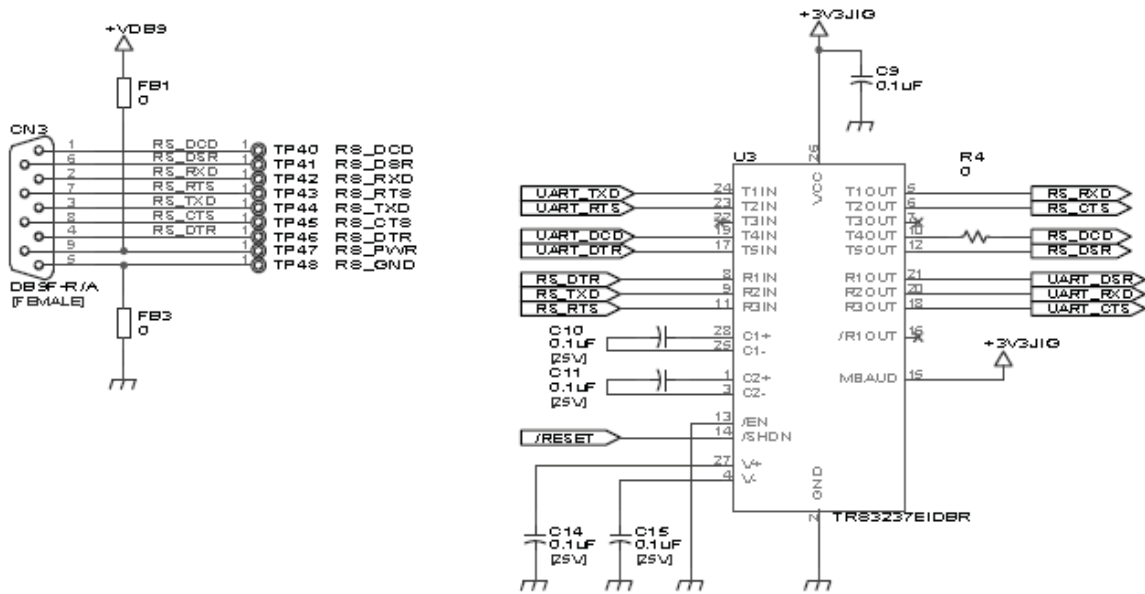 +VDB9
FB1
0
CN3
1 RS_DCD 1 TP40 RS_DCD
6 RS_DSR 1 TP41 RS_DSR
2 RS_RXD 1 TP42 RS_RXD
7 RS_RTS 1 TP43 RS_RTS
3 RS_TXD 1 TP44 RS_TXD
8 RS_CTS 1 TP45 RS_CTS
4 RS_DTR 1 TP46 RS_DTR
9 1 TP47 RS_PWR
5 1 TP48 RS_GND
DB9F-R/A
[FEMALE]
FB3
0
+3V3JIG
C9
0.1uF
U3
26
VCC
R4
0
UART_TXD 24 T1IN T1OUT 5 RS_RXD
UART_RTS 23 T2IN T2OUT 6 RS_CTS
22 T3IN T3OUT 7
UART_DCD 19 T4IN T4OUT 10 RS_DCD
UART_DTR 17 T5IN T5OUT 12 RS_DSR
RS_DTR 8 R1IN R1OUT 21 UART_DSR
RS_TXD 9 R2IN R2OUT 20 UART_RXD
RS_RTS 11 R3IN R3OUT 18 UART_CTS
C10
0.1uF
[25V]
28 C1+ /R1OUT 16
25 C1-
+3V3JIG
C11
0.1uF
[25V]
1 C2+ MBAUD 15
3 C2-
13 /EN
/RESET 14 /SHDN
27 V+
4 V-
GND
2
TRS3237EIDBR
C14
0.1uF
[25V]
C15
0.1uF
[25V]